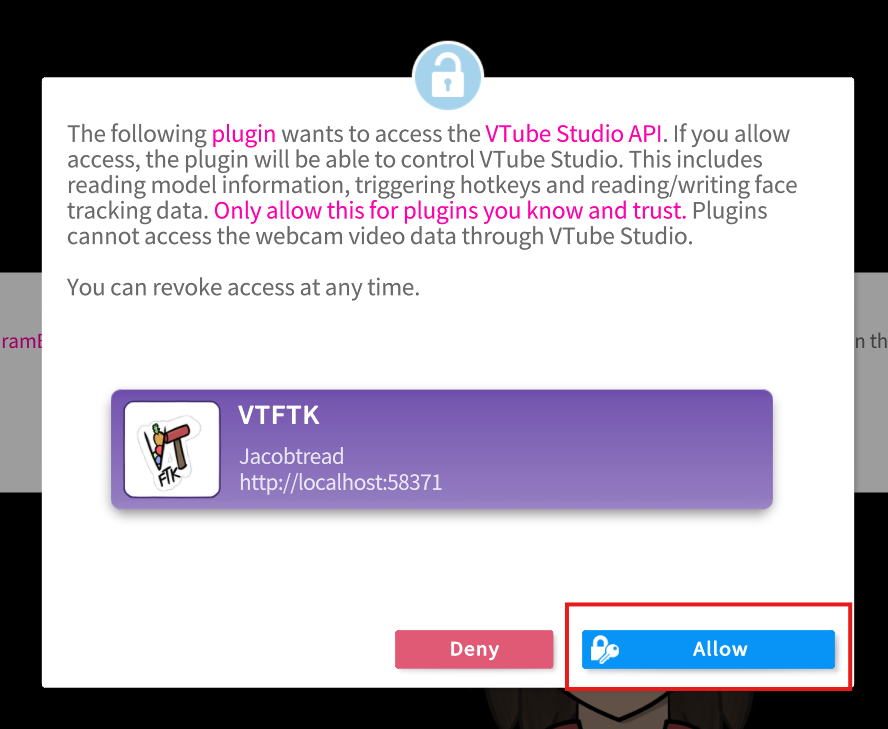 The following plugin wants to access the VTube Studio API. If you allow
access, the plugin will be able to control VTube Studio. This includes
reading model information, triggering hotkeys and reading/writing face
tracking data. Only allow this for plugins you know and trust. Plugins
cannot access the webcam video data through VTube Studio.
You can revoke access at any time.
n th
VTFTK
VT
FTK
Jacobtread
http://localhost:58371
Deny
Allow